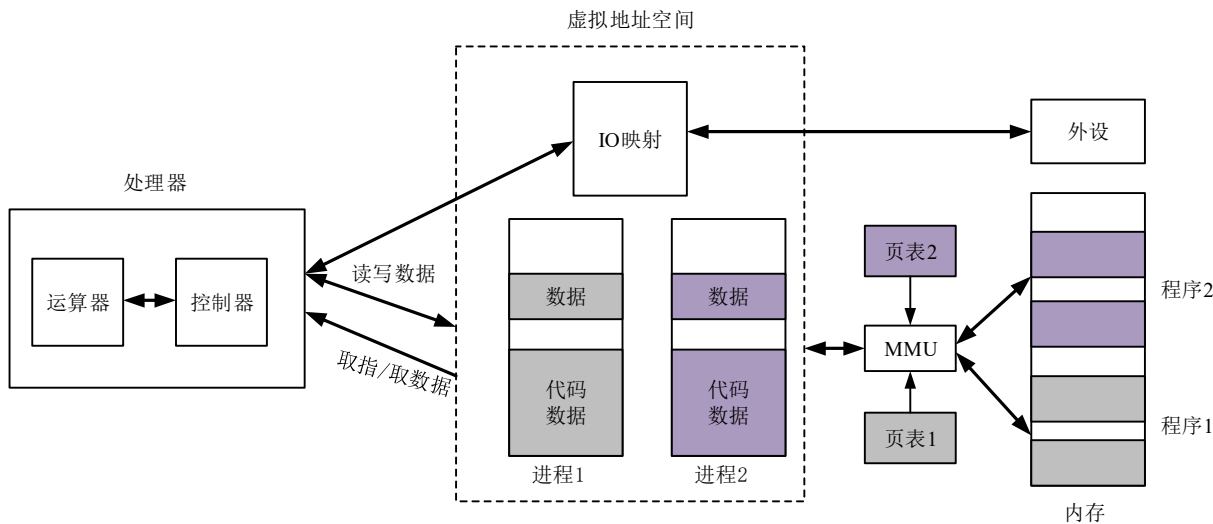 虚拟地址空间
IO映射
外设
处理器
运算器
控制器
读写数据
取指/取数据
数据
数据
代码
数据
代码
数据
进程1
进程2
页表2
MMU
页表1
程序2
程序1
内存